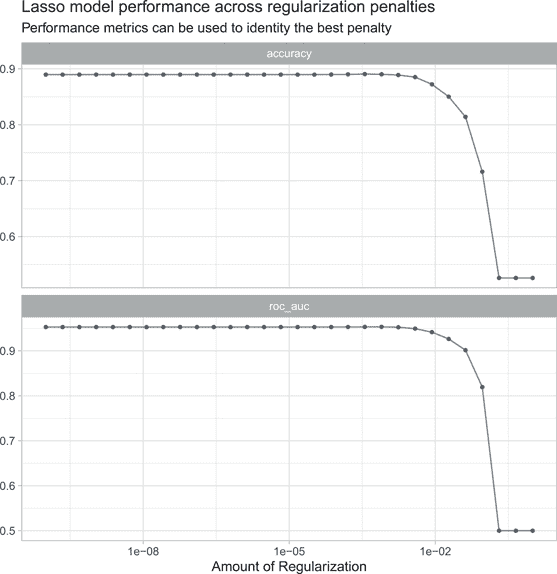 Lasso model performance across regularization penalties
Performance metrics can be used to identity the best penalty
accuracy
0.9
0.8
0.7
0.6
roc_auc
0.9
0.8
0.7
0.6
0.5
1e−08 1e−05 1e−02
Amount of Regularization